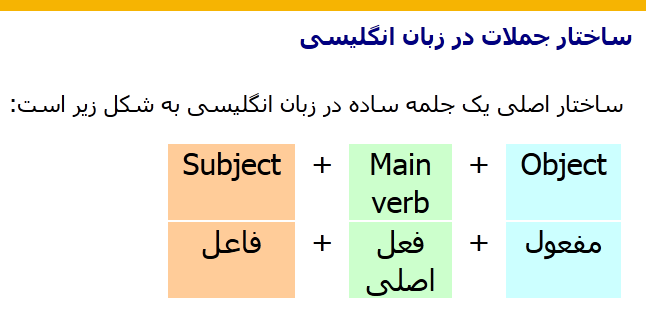 ساختار جملات در زبان انگلیسی
ساختار اصلی یک جلمه ساده در زبان انگلیسی به شکل زیر است:
Subject + Main verb + Object
فاعل + فعل اصلی + مفعول